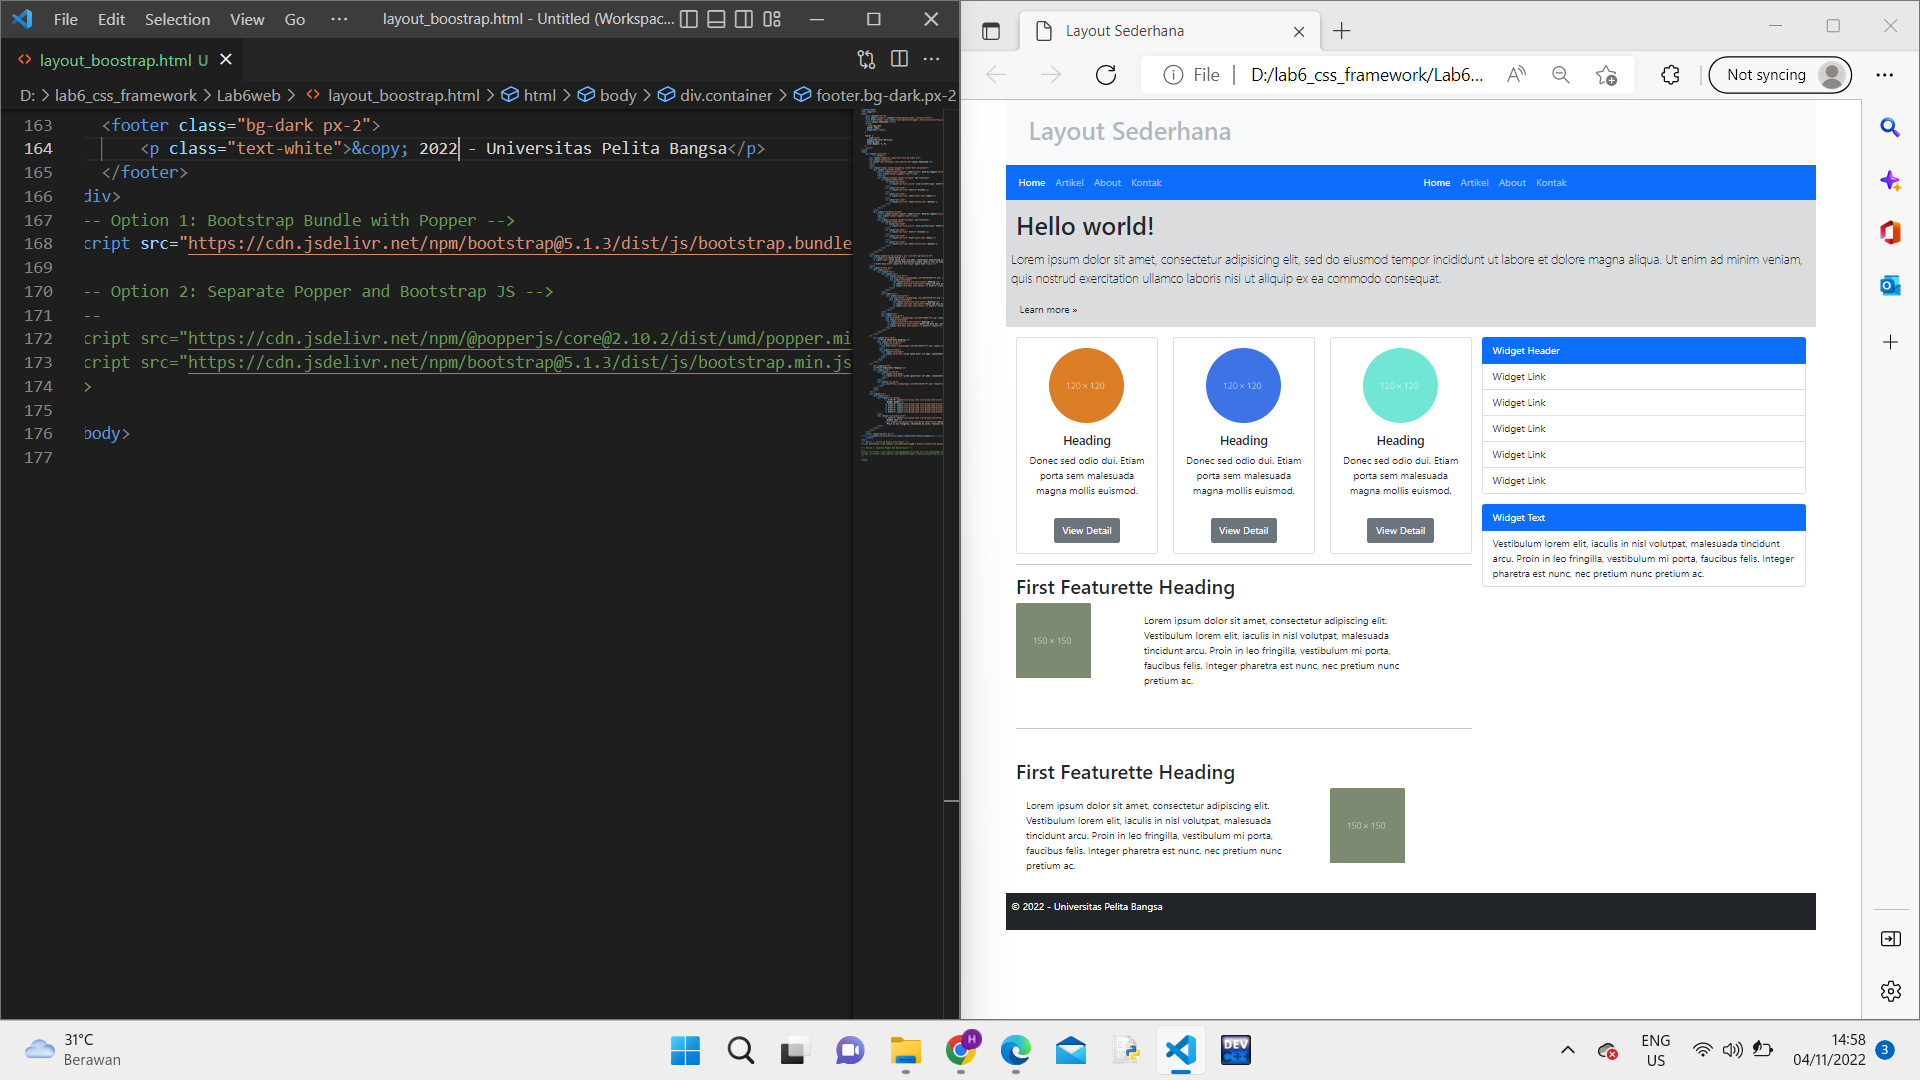 File Edit Selection View Go ··· layout_boostrap.html - Untitled (Workspac...
layout_boostrap.html U
D: > lab6_css_framework > Lab6web > layout_boostrap.html > html > body > div.container > footer.bg-dark.px-2
163 <footer class="bg-dark px-2">
164 <p class="text-white">&copy; 2022 - Universitas Pelita Bangsa</p>
165 </footer>
166 div>
167 -- Option 1: Bootstrap Bundle with Popper -->
168 cript src="https://cdn.jsdelivr.net/npm/bootstrap@5.1.3/dist/js/bootstrap.bundle
169
170 -- Option 2: Separate Popper and Bootstrap JS -->
171 --
172 cript src="https://cdn.jsdelivr.net/npm/@popperjs/core@2.10.2/dist/umd/popper.mi
173 cript src="https://cdn.jsdelivr.net/npm/bootstrap@5.1.3/dist/js/bootstrap.min.js
174 >
175
176 body>
177
Layout Sederhana
File | D:/lab6_css_framework/Lab6... Not syncing
Layout Sederhana
Home Artikel About Kontak Home Artikel About Kontak
Hello world!
Lorem ipsum dolor sit amet, consectetur adipisicing elit, sed do eiusmod tempor incididunt ut labore et dolore magna aliqua. Ut enim ad minim veniam,
quis nostrud exercitation ullamco laboris nisi ut aliquip ex ea commodo consequat.
Learn more »
120 × 120
Heading
Donec sed odio dui. Etiam
porta sem malesuada
magna mollis euismod.
View Detail
120 × 120
Heading
Donec sed odio dui. Etiam
porta sem malesuada
magna mollis euismod.
View Detail
120 × 120
Heading
Donec sed odio dui. Etiam
porta sem malesuada
magna mollis euismod.
View Detail
Widget Header
Widget Link
Widget Link
Widget Link
Widget Link
Widget Link
Widget Text
Vestibulum lorem elit, iaculis in nisl volutpat, malesuada tincidunt
arcu. Proin in leo fringilla, vestibulum mi porta, faucibus felis. Integer
pharetra est nunc, nec pretium nunc pretium ac.
First Featurette Heading
150 × 150
Lorem ipsum dolor sit amet, consectetur adipiscing elit.
Vestibulum lorem elit, iaculis in nisl volutpat, malesuada
tincidunt arcu. Proin in leo fringilla, vestibulum mi porta,
faucibus felis. Integer pharetra est nunc, nec pretium nunc
pretium ac.
First Featurette Heading
Lorem ipsum dolor sit amet, consectetur adipiscing elit.
Vestibulum lorem elit, iaculis in nisl volutpat, malesuada
tincidunt arcu. Proin in leo fringilla, vestibulum mi porta,
faucibus felis. Integer pharetra est nunc, nec pretium nunc
pretium ac.
150 × 150
© 2022 - Universitas Pelita Bangsa
31°C
Berawan
H
DEV
C++
ENG
US
14:58
04/11/2022
3